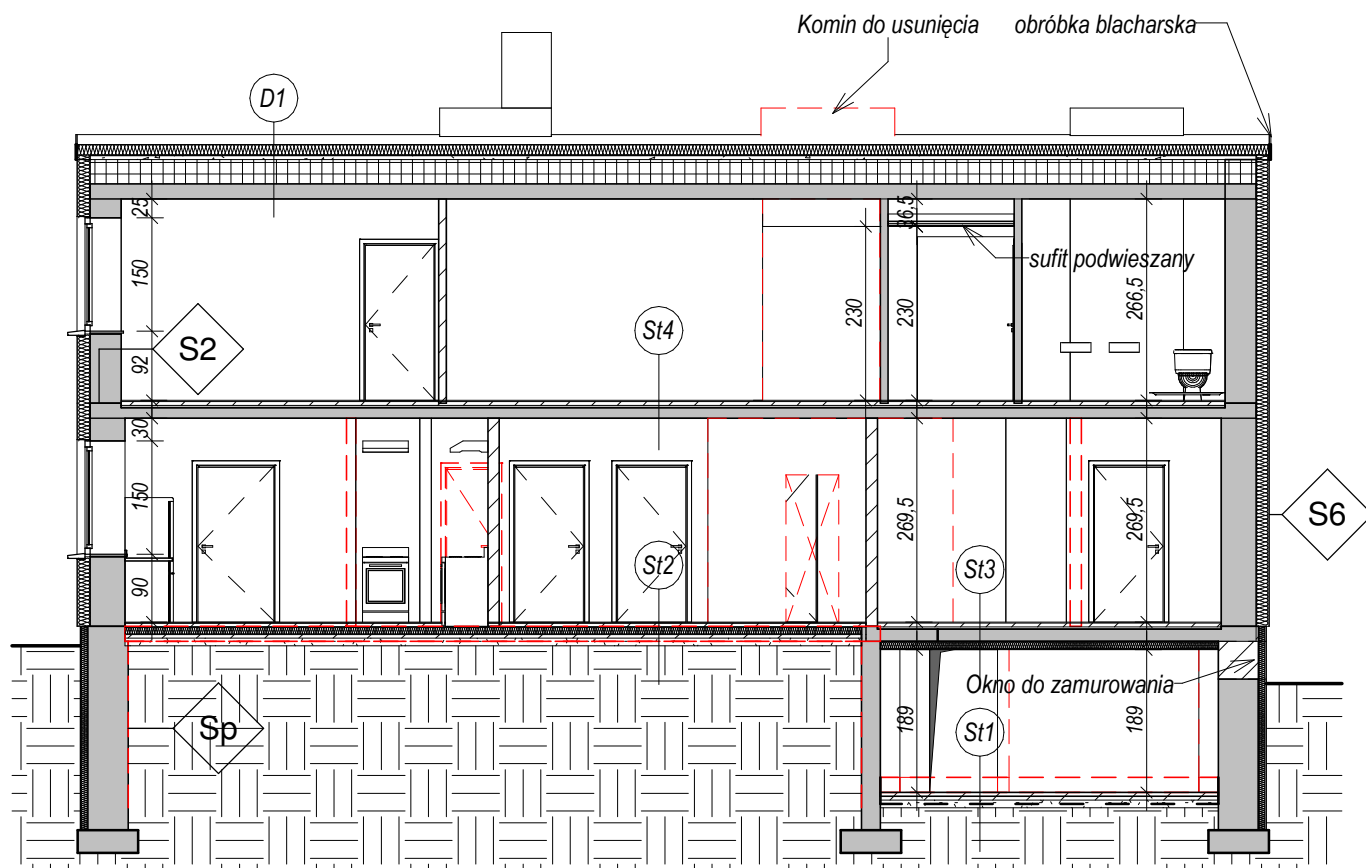 Komin do usunięcia
obróbka blacharska
D1
25
36,5
sufit podwieszany
150
230
230
266,5
S2
St4
92
30
150
269,5
269,5
S6
St2
St3
90
Okno do zamurowania
189
189
Sp
St1